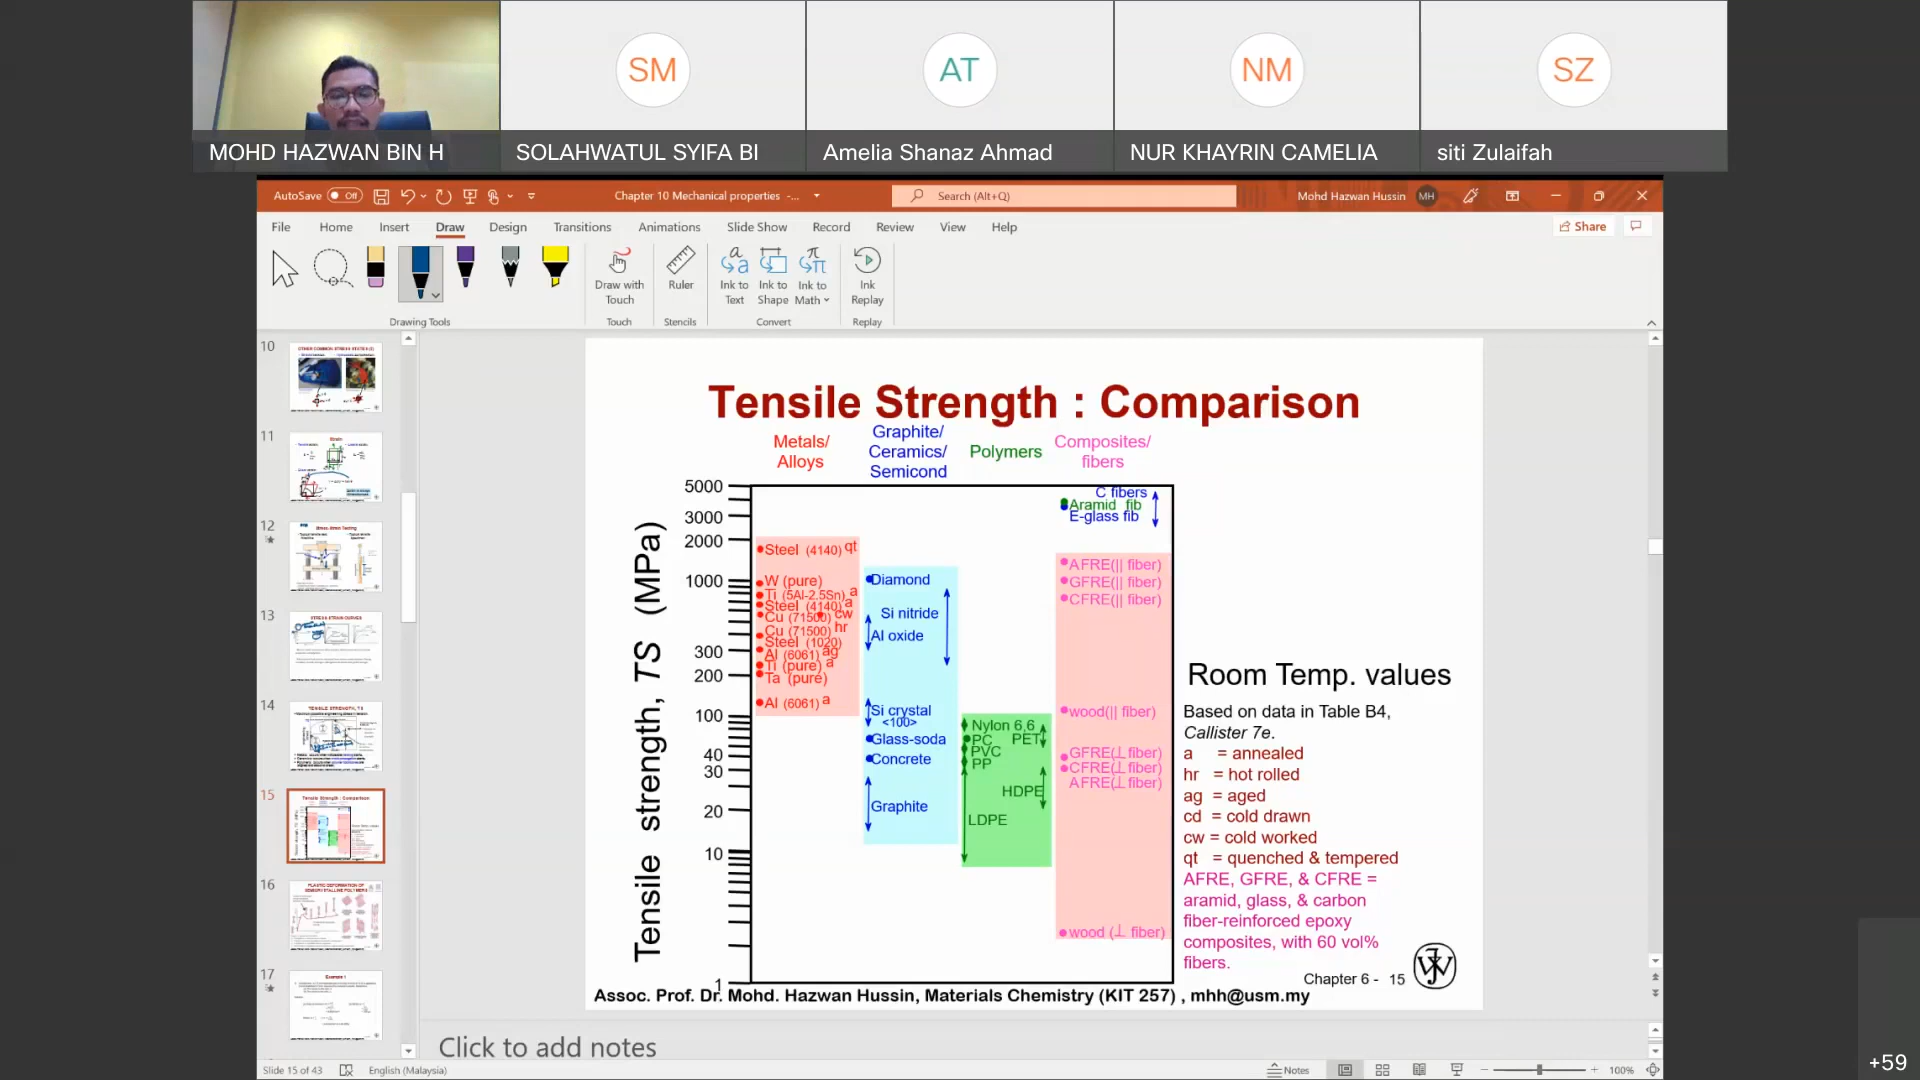 SM
AT
NM
SZ
MOHD HAZWAN BIN H
SOLAHWATUL SYIFA BI
Amelia Shanaz Ahmad
NUR KHAYRIN CAMELIA
siti Zulaifah
AutoSave Off
Chapter 10 Mechanical properties -...
Search (Alt+Q)
Mohd Hazwan Hussin MH
File Home Insert Draw Design Transitions Animations Slide Show Record Review View Help
Share
Draw with Touch
Ruler
Ink to Text
Ink to Shape
Ink to Math
Ink Replay
Drawing Tools
Touch
Stencils
Convert
Replay
10
11
12
13
14
15
16
17
Tensile Strength : Comparison
Metals/
Alloys
Graphite/
Ceramics/
Semicond
Polymers
Composites/
fibers
Tensile strength, TS (MPa)
5000
3000
2000
1000
300
200
100
40
30
20
10
1
Steel (4140) qt
W (pure)
Ti (5Al-2.5Sn) a
Steel (4140) a
Cu (71500) cw
Cu (71500) hr
Steel (1020)
Al (6061) ag
Ti (pure) a
Ta (pure)
Al (6061) a
Diamond
Si nitride
Al oxide
Si crystal
<100>
Glass-soda
Concrete
Graphite
Nylon 6,6
PC PET
PVC
PP
HDPE
LDPE
C fibers
Aramid fib
E-glass fib
AFRE(|| fiber)
GFRE(|| fiber)
CFRE(|| fiber)
wood(|| fiber)
GFRE(⊥ fiber)
CFRE(⊥ fiber)
AFRE(⊥ fiber)
wood (⊥ fiber)
Room Temp. values
Based on data in Table B4,
Callister 7e.
a = annealed
hr = hot rolled
ag = aged
cd = cold drawn
cw = cold worked
qt = quenched & tempered
AFRE, GFRE, & CFRE =
aramid, glass, & carbon
fiber-reinforced epoxy
composites, with 60 vol%
fibers.
Chapter 6 - 15
Assoc. Prof. Dr. Mohd. Hazwan Hussin, Materials Chemistry (KIT 257) , mhh@usm.my
Click to add notes
Slide 15 of 43
English (Malaysia)
Notes
100%
+59